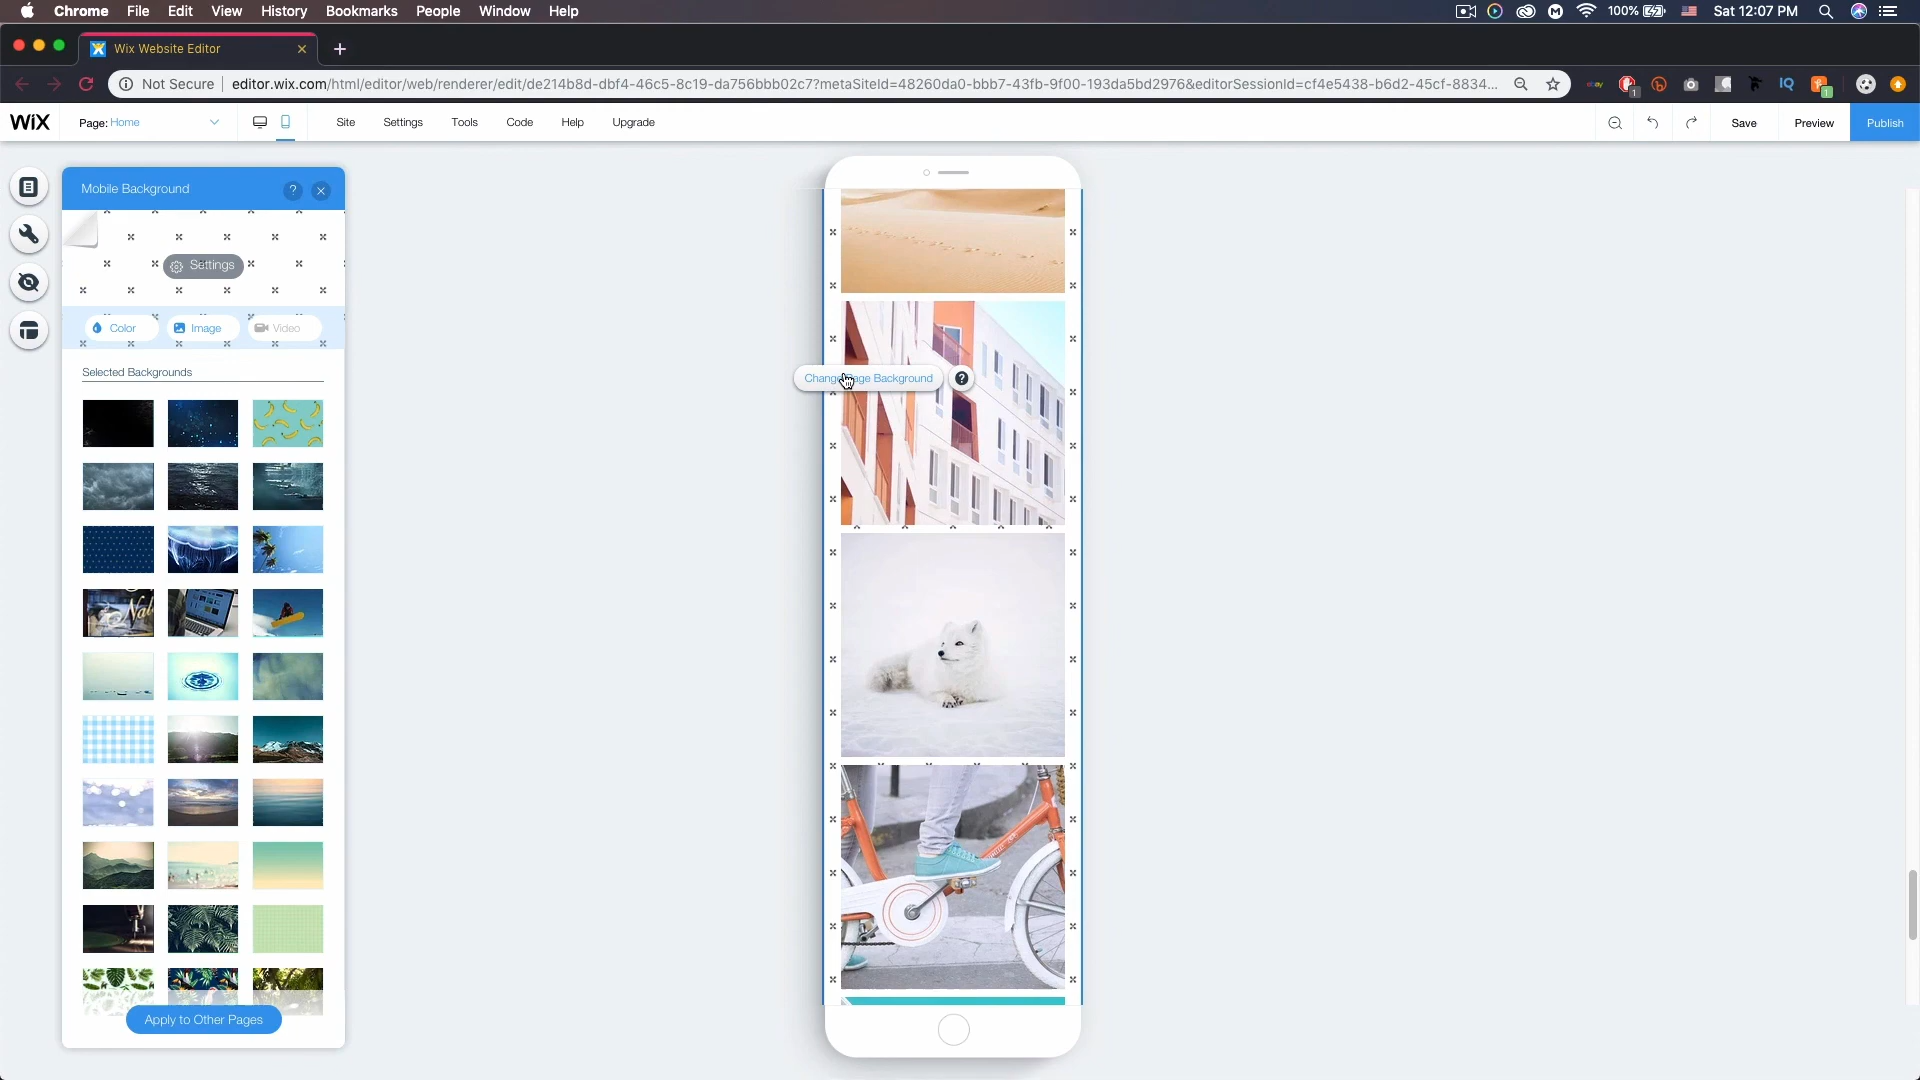 Chrome File Edit View History Bookmarks People Window Help
100% Sat 12:07 PM
Wix Website Editor
Not Secure editor.wix.com/html/editor/web/renderer/edit/de214b8d-dbf4-46c5-8c19-da756bbb02c7?metaSiteId=48260da0-bbb7-43fb-9f00-193da5bd2976&editorSessionId=cf4e5438-b6d2-45cf-8834...
WiX Page: Home Site Settings Tools Code Help Upgrade Save Preview Publish
Mobile Background ?
Settings
Color Image Video
Selected Backgrounds
Change Page Background ?
Apply to Other Pages